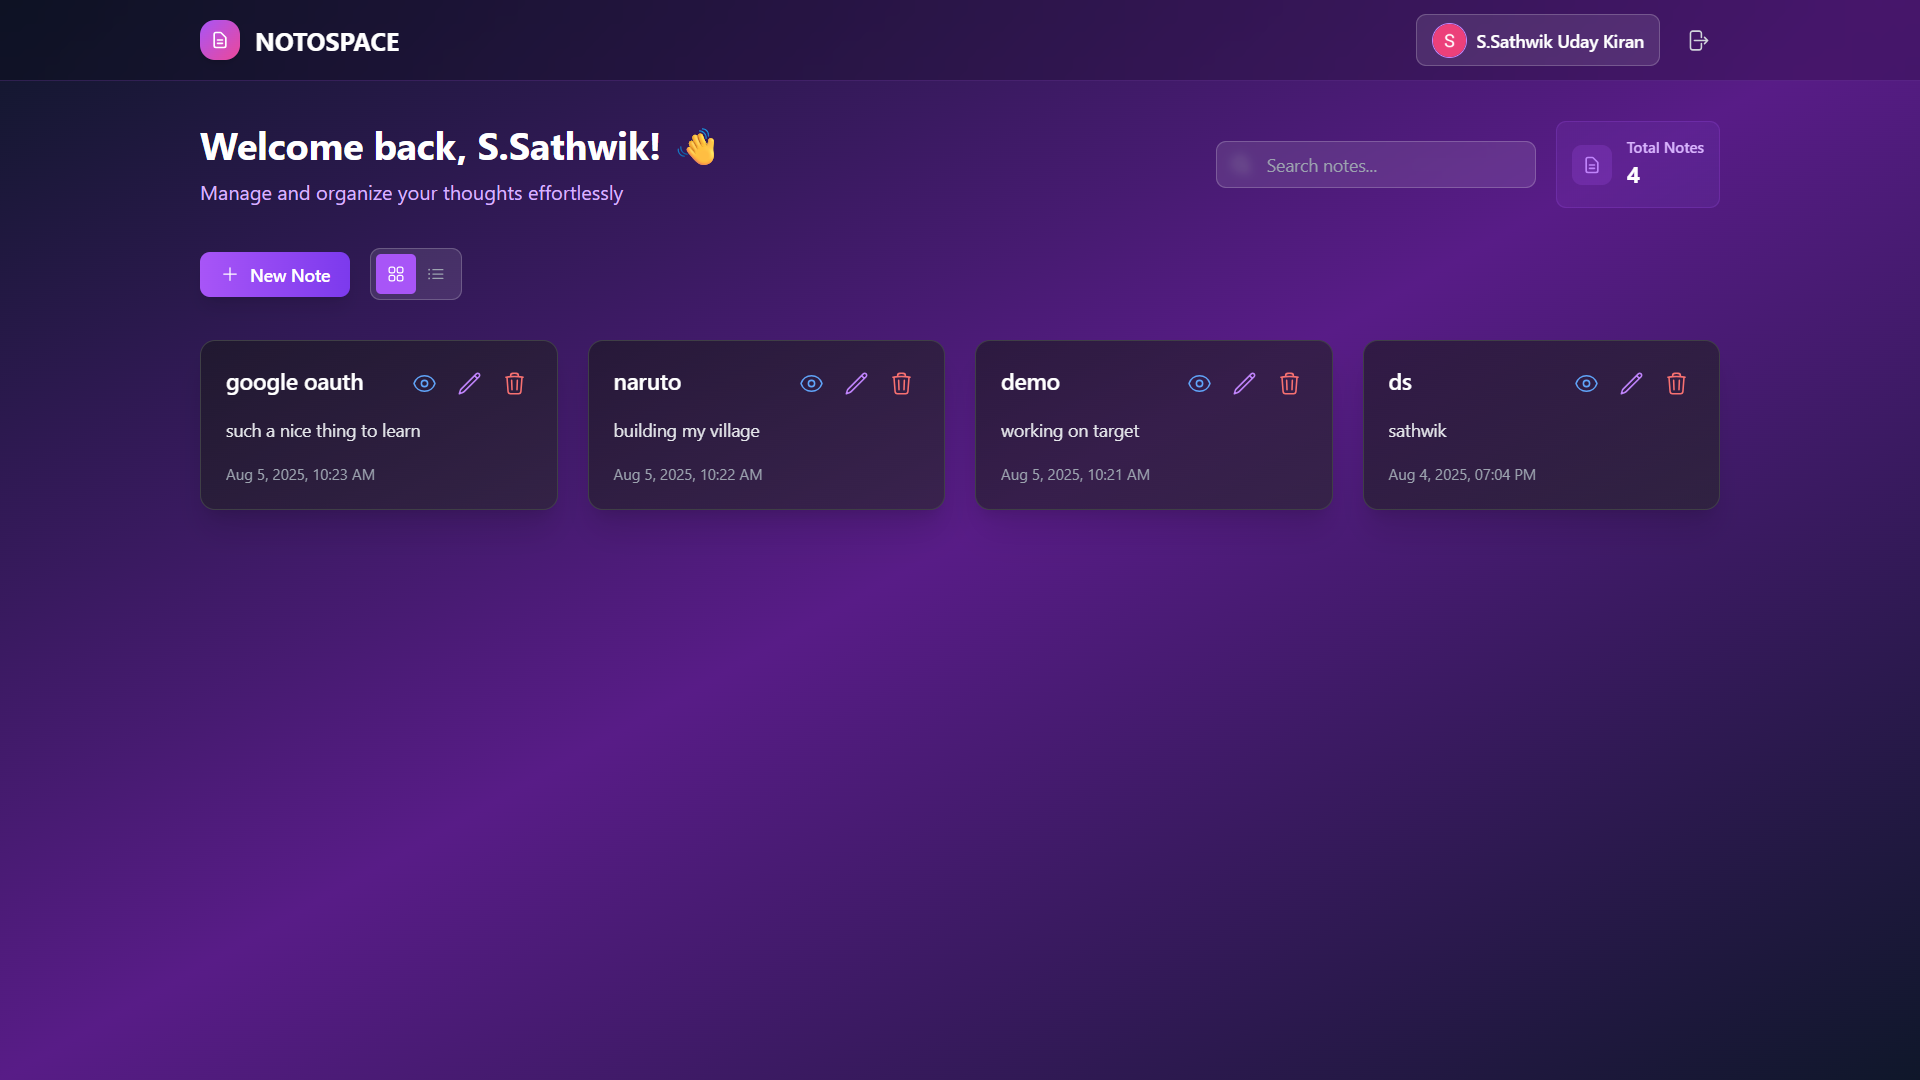 NOTOSPACE
S
S.Sathwik Uday Kiran
Welcome back, S.Sathwik! 👋
Manage and organize your thoughts effortlessly
Search notes...
Total Notes
4
New Note
google oauth
such a nice thing to learn
Aug 5, 2025, 10:23 AM
naruto
building my village
Aug 5, 2025, 10:22 AM
demo
working on target
Aug 5, 2025, 10:21 AM
ds
sathwik
Aug 4, 2025, 07:04 PM